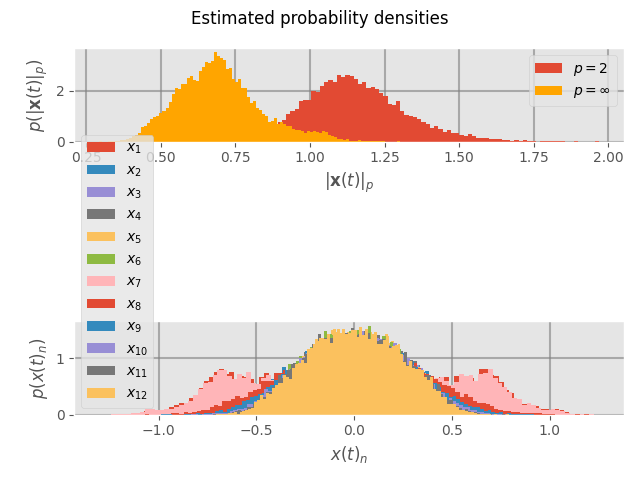 Estimated probability densities
p(|x(t)|p)
2
0
p = 2
p = ∞
0.25 0.50 0.75 1.00 1.25 1.50 1.75 2.00
|x(t)|p
x1
x2
x3
x4
x5
x6
x7
x8
x9
x10
x11
x12
p(x(t)n)
1
0
−1.0 −0.5 0.0 0.5 1.0
x(t)n